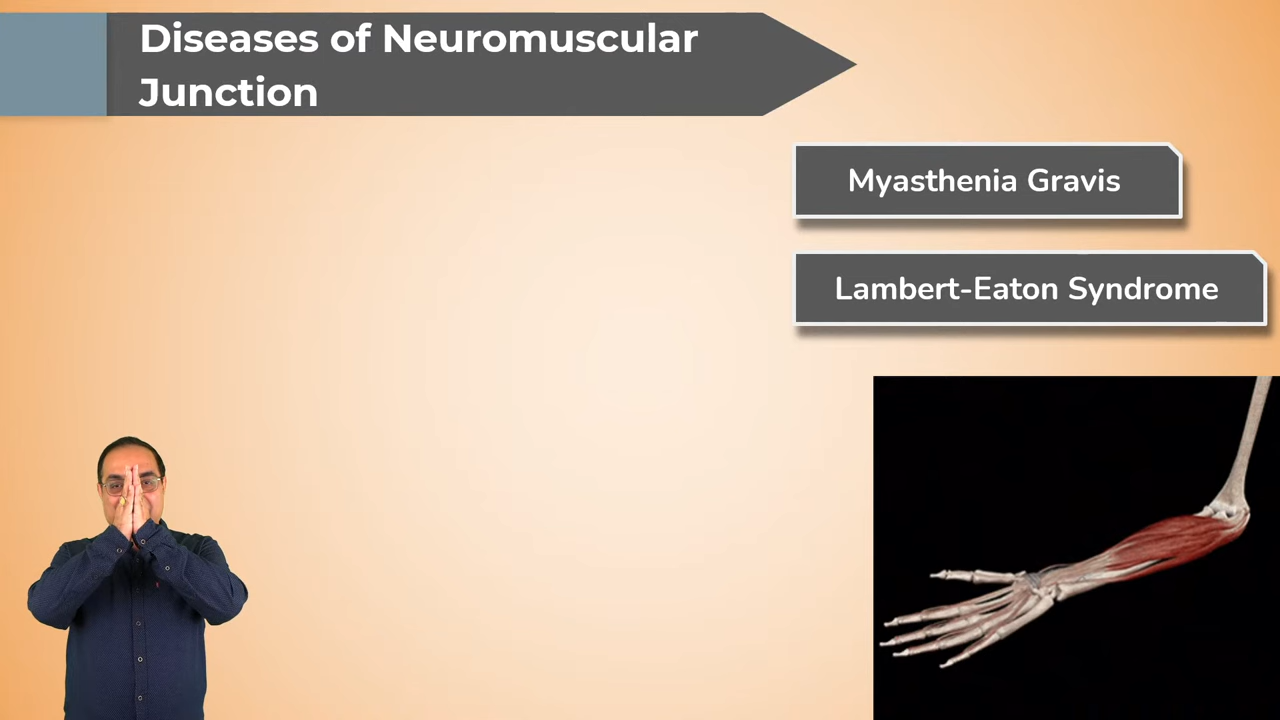 Diseases of Neuromuscular
Junction
Myasthenia Gravis
Lambert-Eaton Syndrome